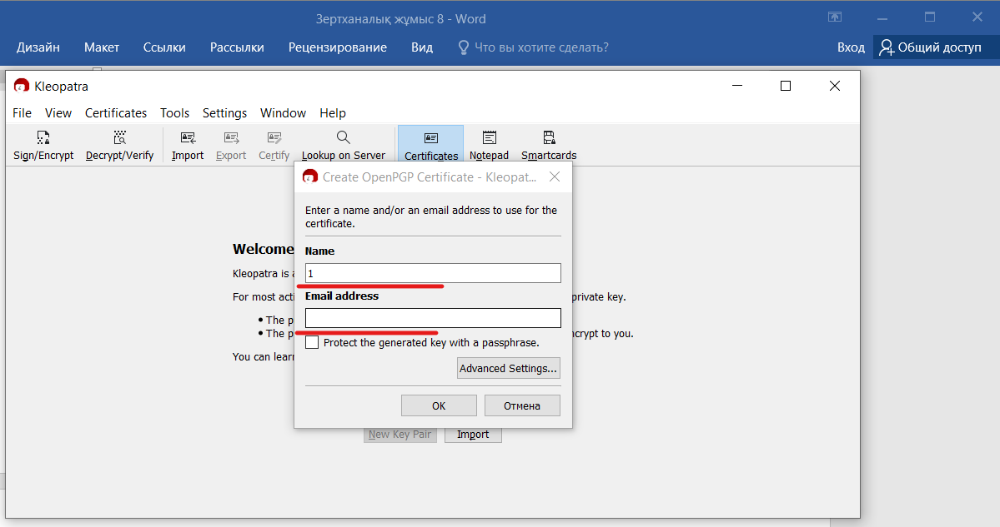 Зертханалық жұмыс 8 - Word
Дизайн Макет Ссылки Рассылки Рецензирование Вид Что вы хотите сделать? Вход Общий доступ
Kleopatra
File View Certificates Tools Settings Window Help
Sign/Encrypt Decrypt/Verify Import Export Certify Lookup on Server Certificates Notepad Smartcards
Create OpenPGP Certificate - Kleopat...
Enter a name and/or an email address to use for the
certificate.
Welcome
Name
Kleopatra is
1
Email address
For most
private key.
The
The
to you.
Protect the generated key with a passphrase.
You can
Advanced Settings...
OK Отмена
New Key Pair Import